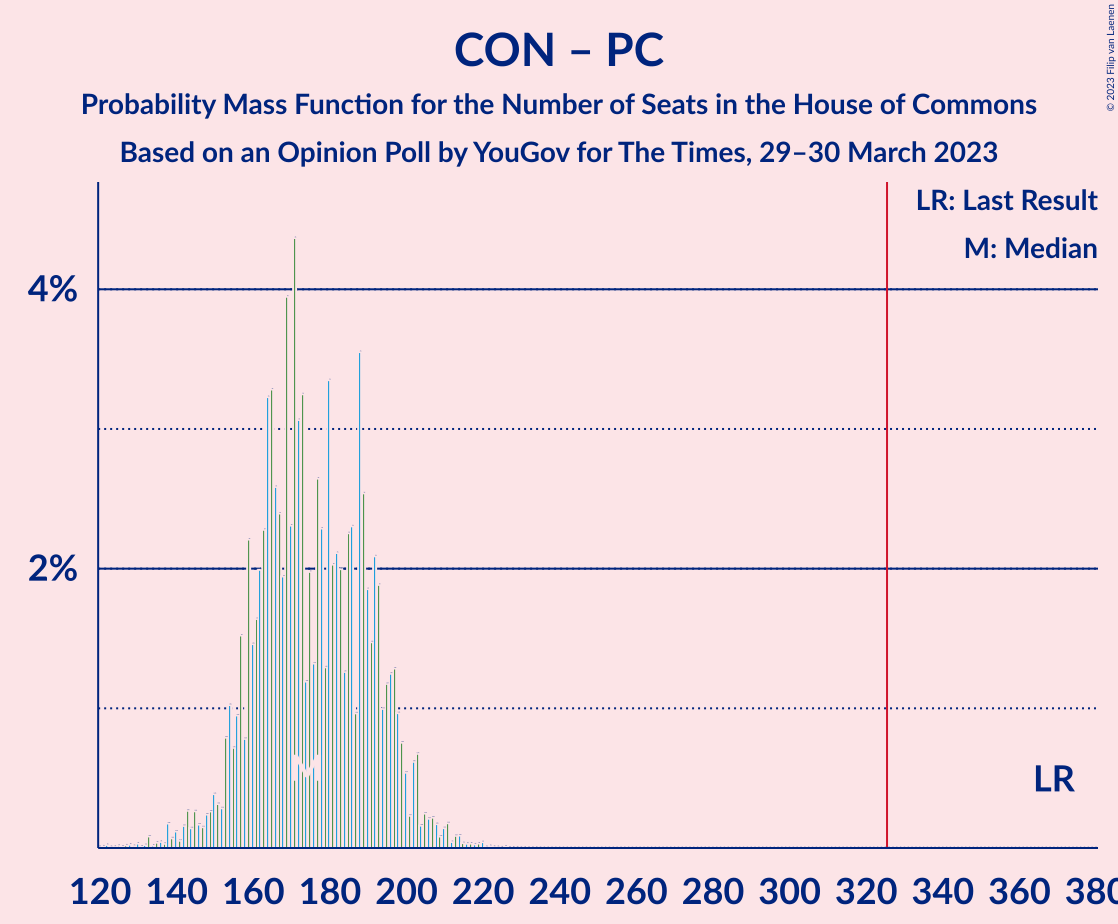 CON – PC
Probability Mass Function for the Number of Seats in the House of Commons
Based on an Opinion Poll by YouGov for The Times, 29–30 March 2023
© 2023 Filip van Laenen
LR: Last Result
M: Median
4%
2%
M
LR
120 140 160 180 200 220 240 260 280 300 320 340 360 380